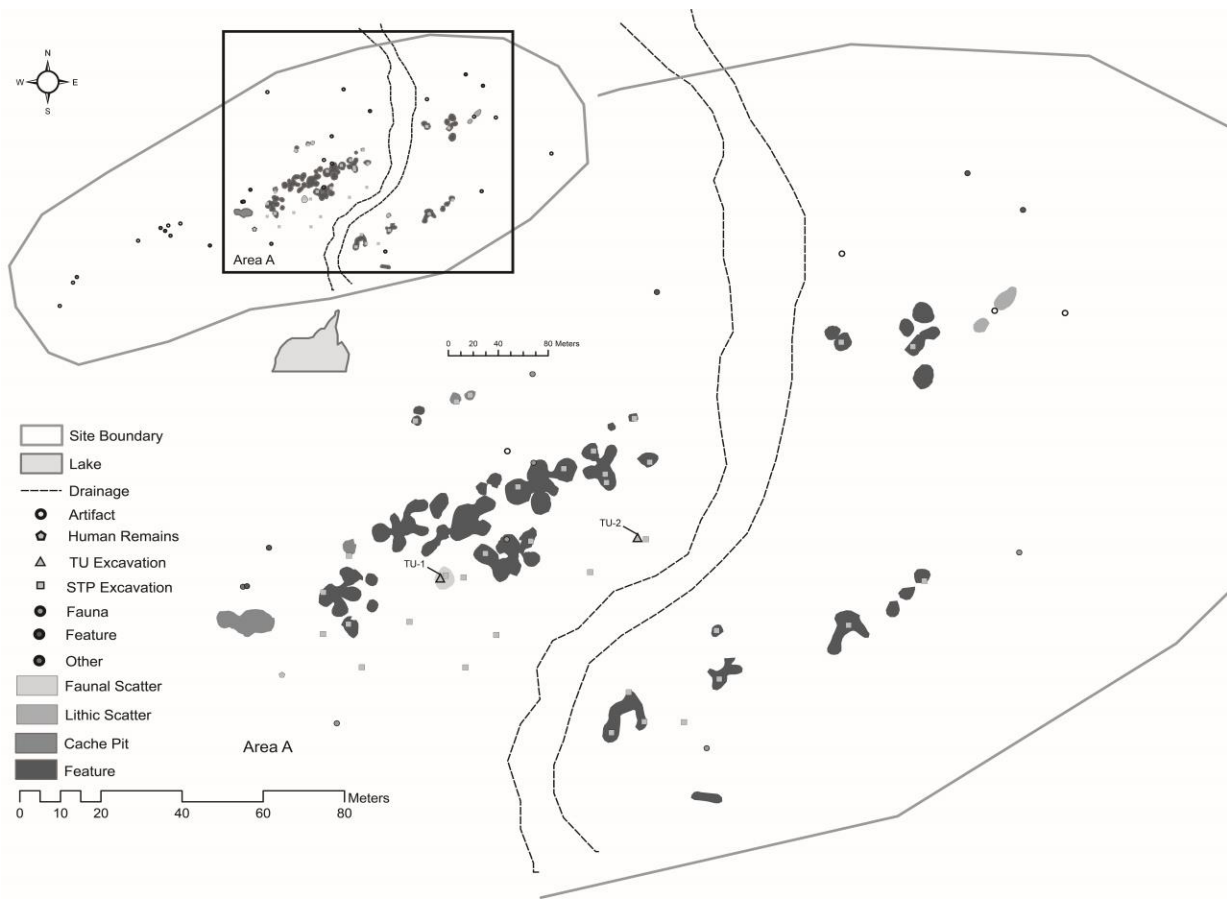 N
W E
S
Area A
0 20 40 80 Meters
Site Boundary
Lake
Drainage
Artifact
Human Remains
TU Excavation
STP Excavation
Fauna
Feature
Other
Faunal Scatter
Lithic Scatter
Cache Pit
Feature
TU-2
TU-1
Area A
Meters
0 10 20 40 60 80